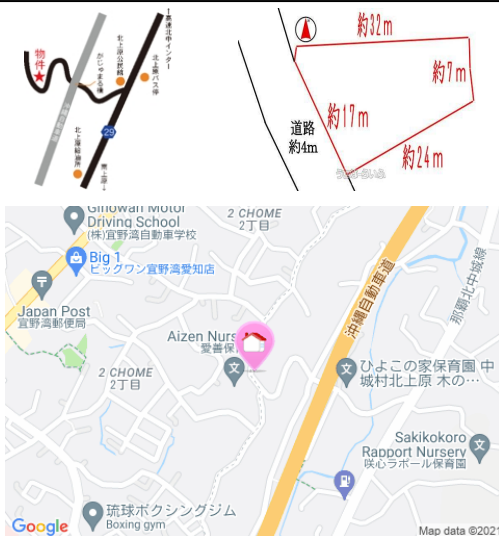 ↑高速北中インター
北上原バス停
北上原公民館
がじゅまる橋
物件
★
29
沖縄自動車道
北上原
南上原↓
約32m
約7m
約17m
道路
約4m
約24m
Ginowan Motor
Driving School
(株)宜野湾自動車学校
2 CHOME
2丁目
Big 1
ビッグワン宜野湾愛知店
沖縄自動車道
那覇北中城線
Japan Post
宜野湾郵便局
Aizen Nurs
愛善保
2 CHOME
2丁目
ひよこの家保育園 中
城村北上原 木の…
Sakikokoro
Rapport Nursery
咲心ラポール保育園
琉球ボクシングジム
Boxing gym
Google
Map data ©2021